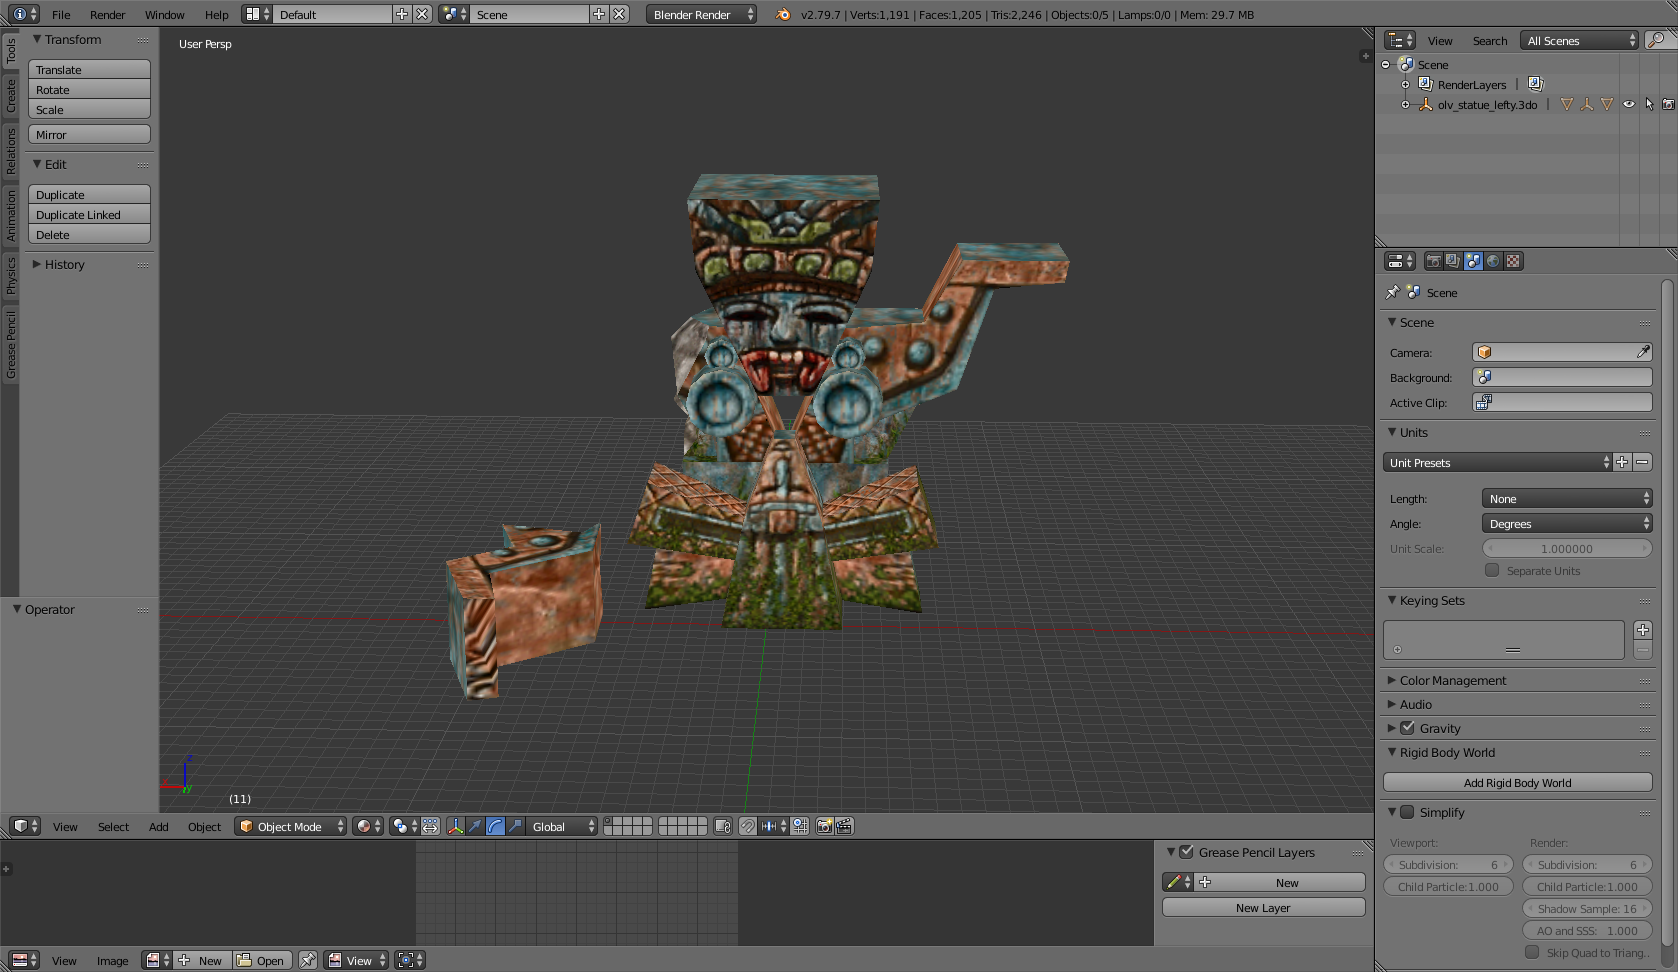 File Render Window Help Default Scene Blender Render v2.79.7 | Verts:1,191 | Faces:1,205 | Tris:2,246 | Objects:0/5 | Lamps:0/0 | Mem: 29.7 MB
Tools
Create
Relations
Animation
Physics
Grease Pencil
Transform
Translate
Rotate
Scale
Mirror
Edit
Duplicate
Duplicate Linked
Delete
History
Operator
User Persp
z
y
(11)
View Select Add Object Object Mode Global
Grease Pencil Layers
New
New Layer
View Image New Open View
View Search All Scenes
Scene
RenderLayers |
olv_statue_lefty.3do |
Scene
Scene
Camera:
Background:
Active Clip:
Units
Unit Presets
Length: None
Angle: Degrees
Unit Scale: 1.000000
Separate Units
Keying Sets
Color Management
Audio
Gravity
Rigid Body World
Add Rigid Body World
Simplify
Viewport: Render:
Subdivision: 6 Subdivision: 6
Child Particle:1.000 Child Particle:1.000
Shadow Sample: 16
AO and SSS: 1.000
Skip Quad to Triang..